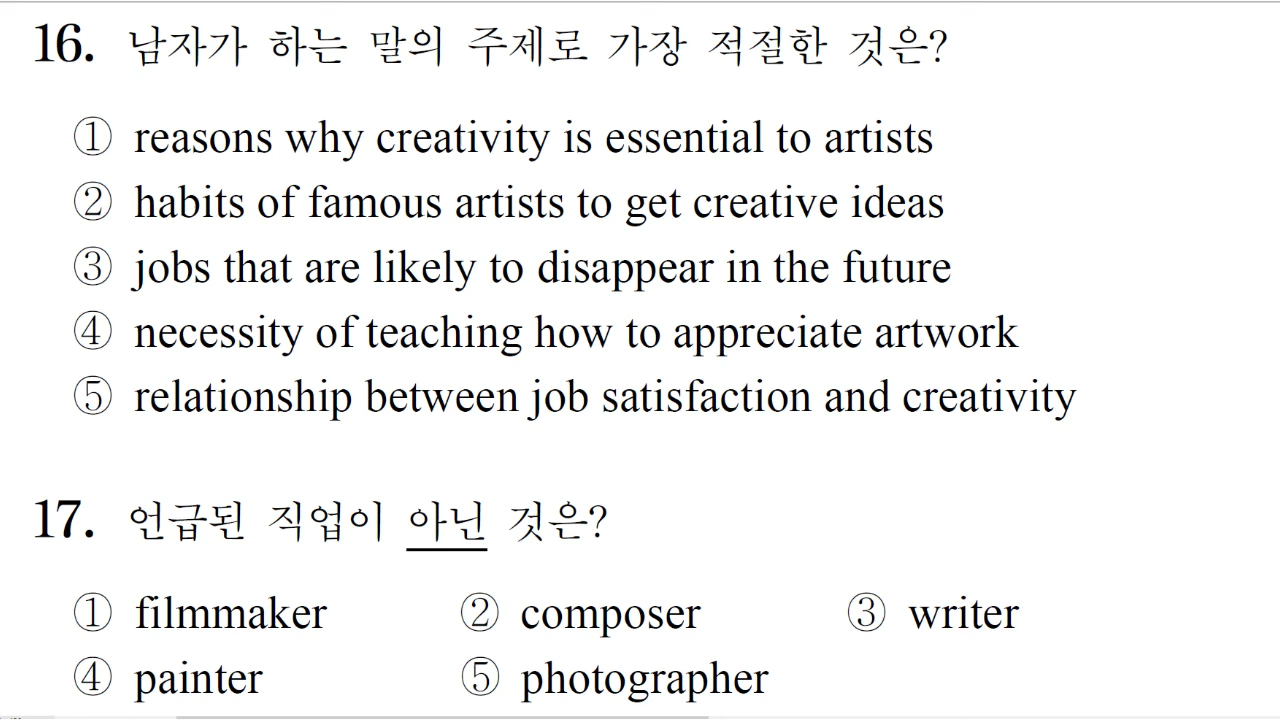 16. 남자가 하는 말의 주제로 가장 적절한 것은?
① reasons why creativity is essential to artists
② habits of famous artists to get creative ideas
③ jobs that are likely to disappear in the future
④ necessity of teaching how to appreciate artwork
⑤ relationship between job satisfaction and creativity
17. 언급된 직업이 아닌 것은?
① filmmaker ② composer ③ writer
④ painter ⑤ photographer